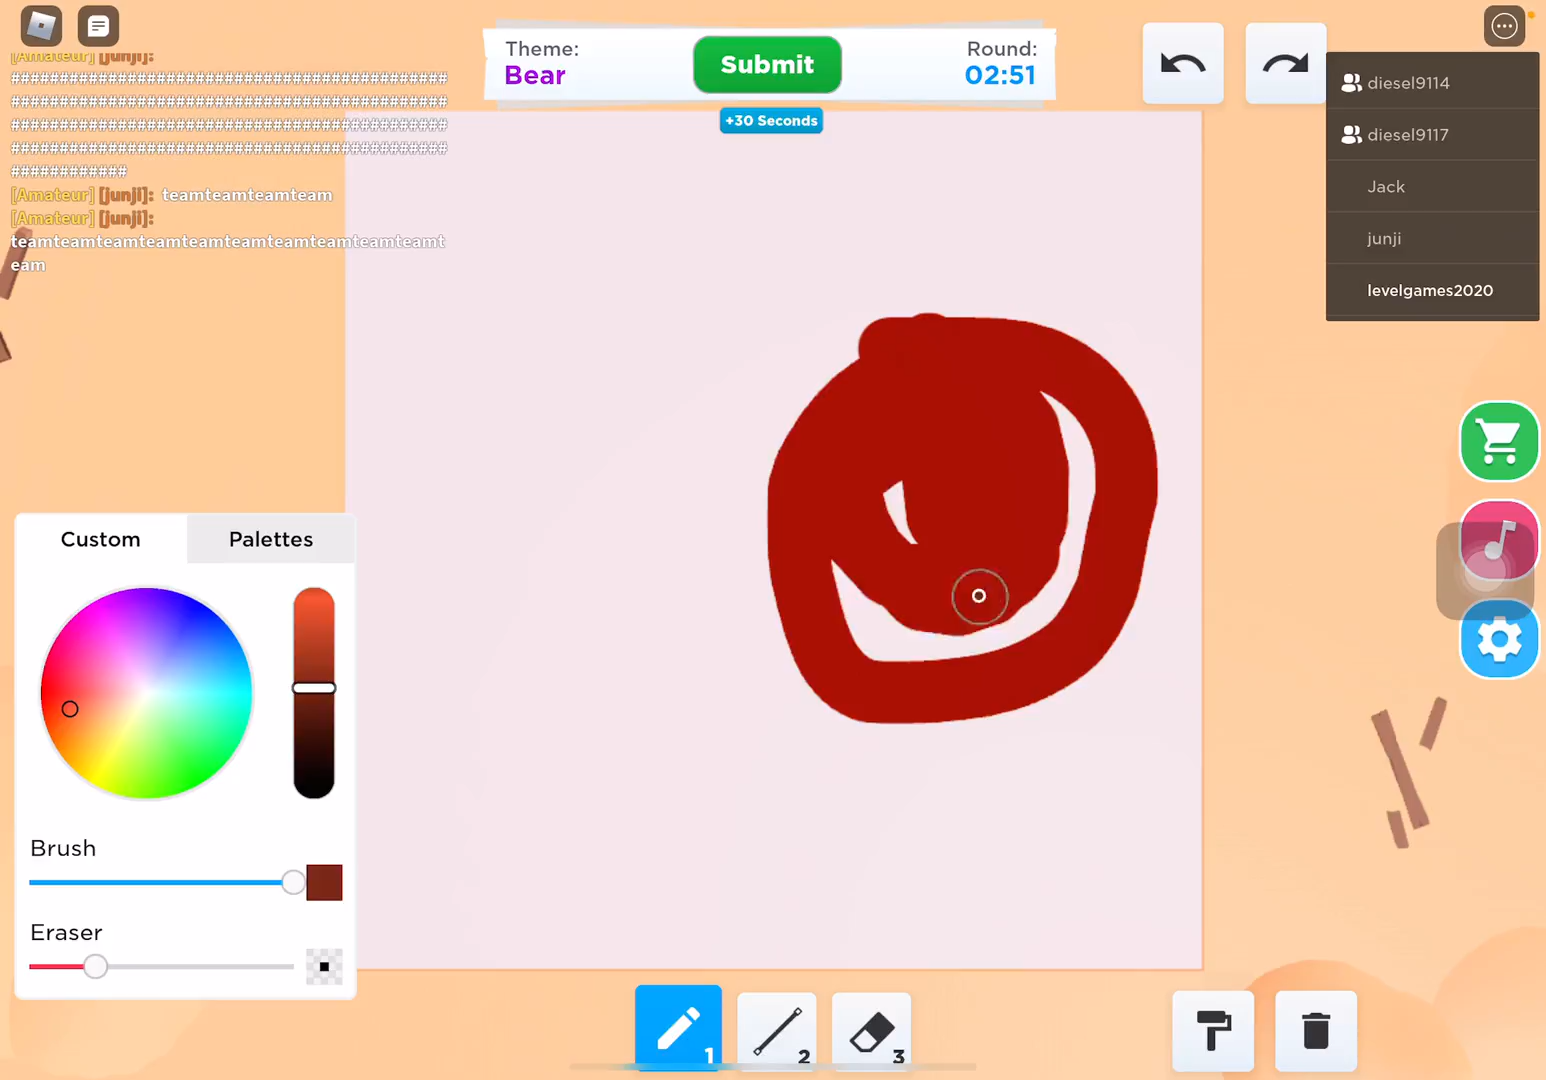 [Amateur] [junji]:
#############################################
#############################################
#############################################
#############################################
############
[Amateur] [junji]: teamteamteamteam
[Amateur] [junji]:
teamteamteamteamteamteamteamteamteamt
eam
Theme:
Bear
Submit
Round:
02:51
+30 Seconds
diesel9114
diesel9117
Jack
junji
levelgames2020
Custom
Palettes
Brush
Eraser
1
2
3